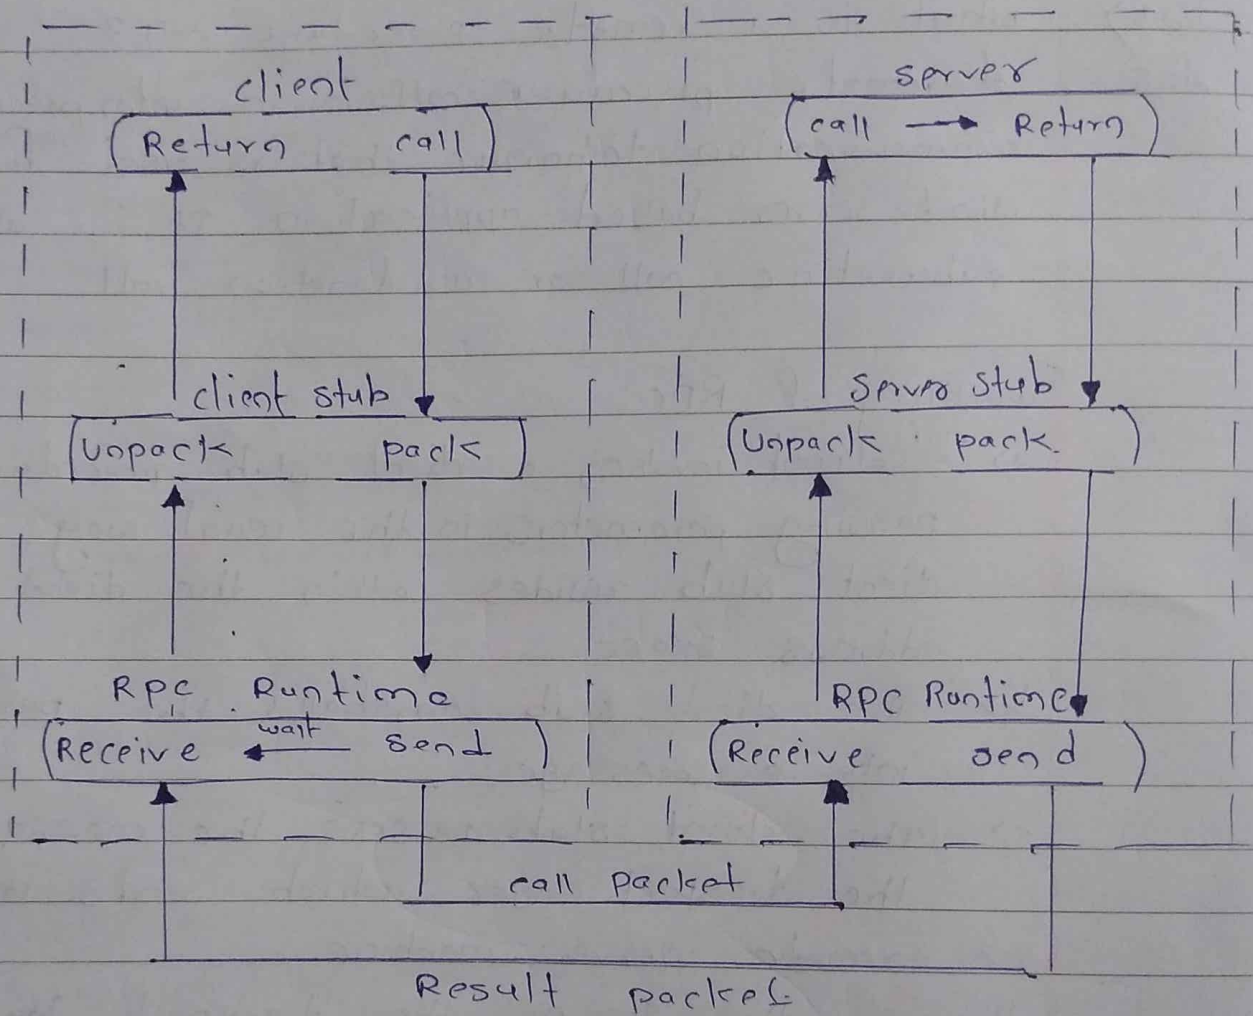 client
Return call
server
call Return
client stub
Unpack pack
Server Stub
Unpack pack
RPC Runtime
Receive wait send
RPC Runtime
Receive send
call packet
Result packet